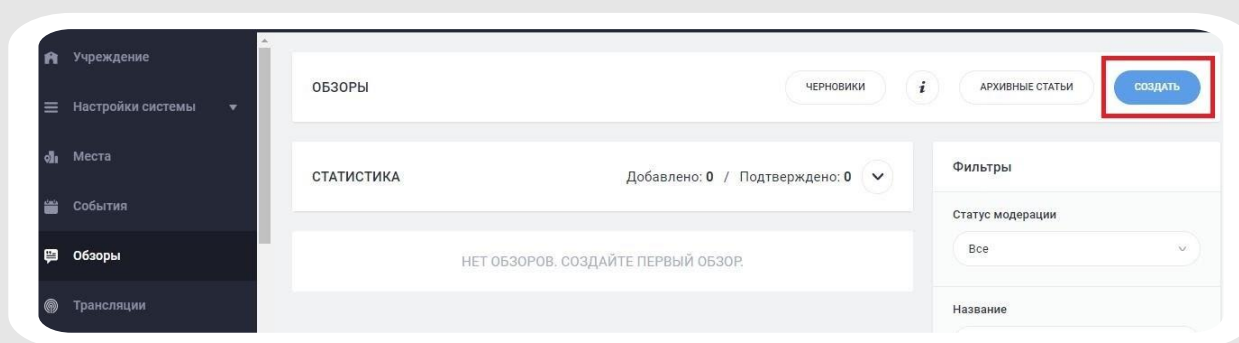 Учреждение
Настройки системы
Места
События
Обзоры
Трансляции
ОБЗОРЫ
ЧЕРНОВИКИ
i
АРХИВНЫЕ СТАТЬИ
СОЗДАТЬ
СТАТИСТИКА
Добавлено: 0 / Подтверждено: 0
НЕТ ОБЗОРОВ. СОЗДАЙТЕ ПЕРВЫЙ ОБЗОР.
Фильтры
Статус модерации
Все
Название